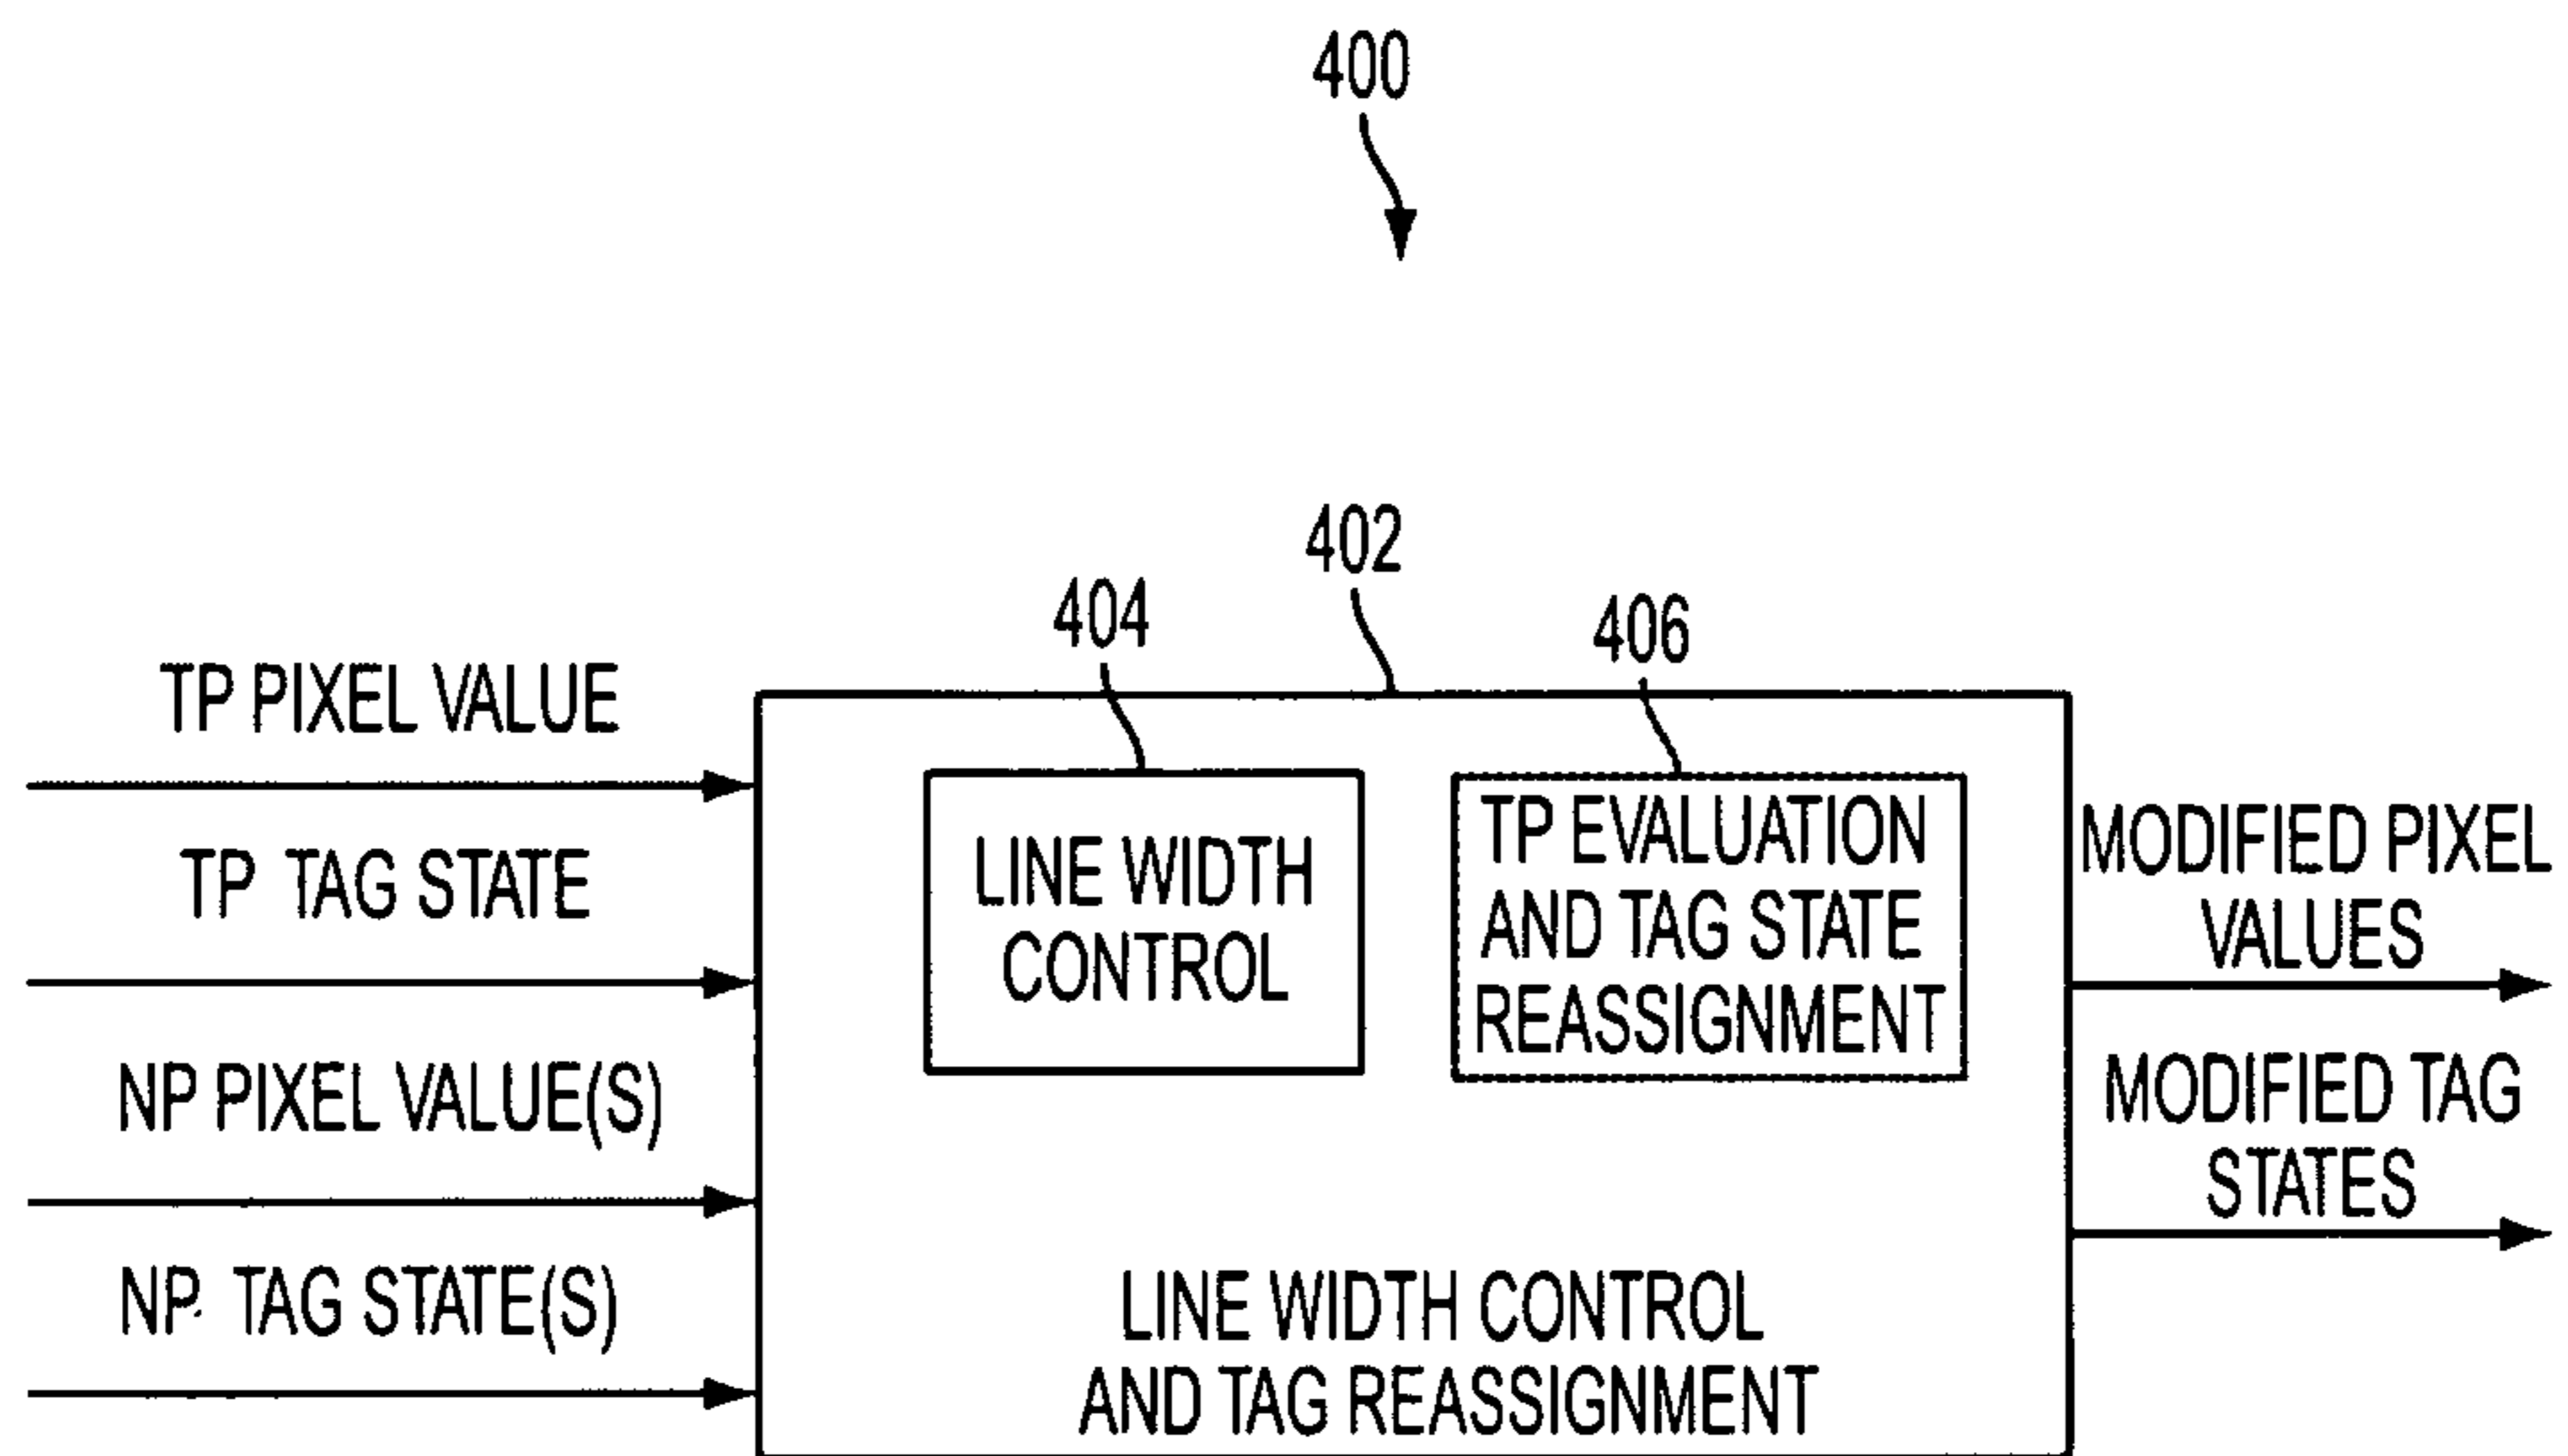 400
402
404
406
TP PIXEL VALUE
TP TAG STATE
NP PIXEL VALUE(S)
NP TAG STATE(S)
LINE WIDTH
CONTROL
TP EVALUATION
AND TAG STATE
REASSIGNMENT
LINE WIDTH CONTROL
AND TAG REASSIGNMENT
MODIFIED PIXEL
VALUES
MODIFIED TAG
STATES